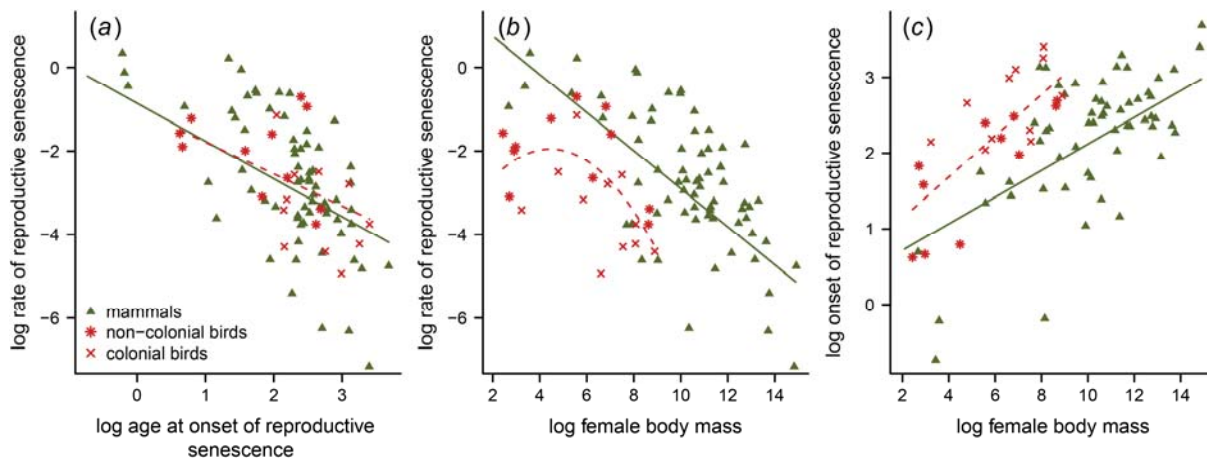 (a)
log rate of reproductive senescence
0
−2
−4
−6
mammals
non−colonial birds
colonial birds
0 1 2 3
log age at onset of reproductive
senescence
(b)
log rate of reproductive senescence
0
−2
−4
−6
2 4 6 8 10 12 14
log female body mass
(c)
log onset of reproductive senescence
3
2
1
0
2 4 6 8 10 12 14
log female body mass